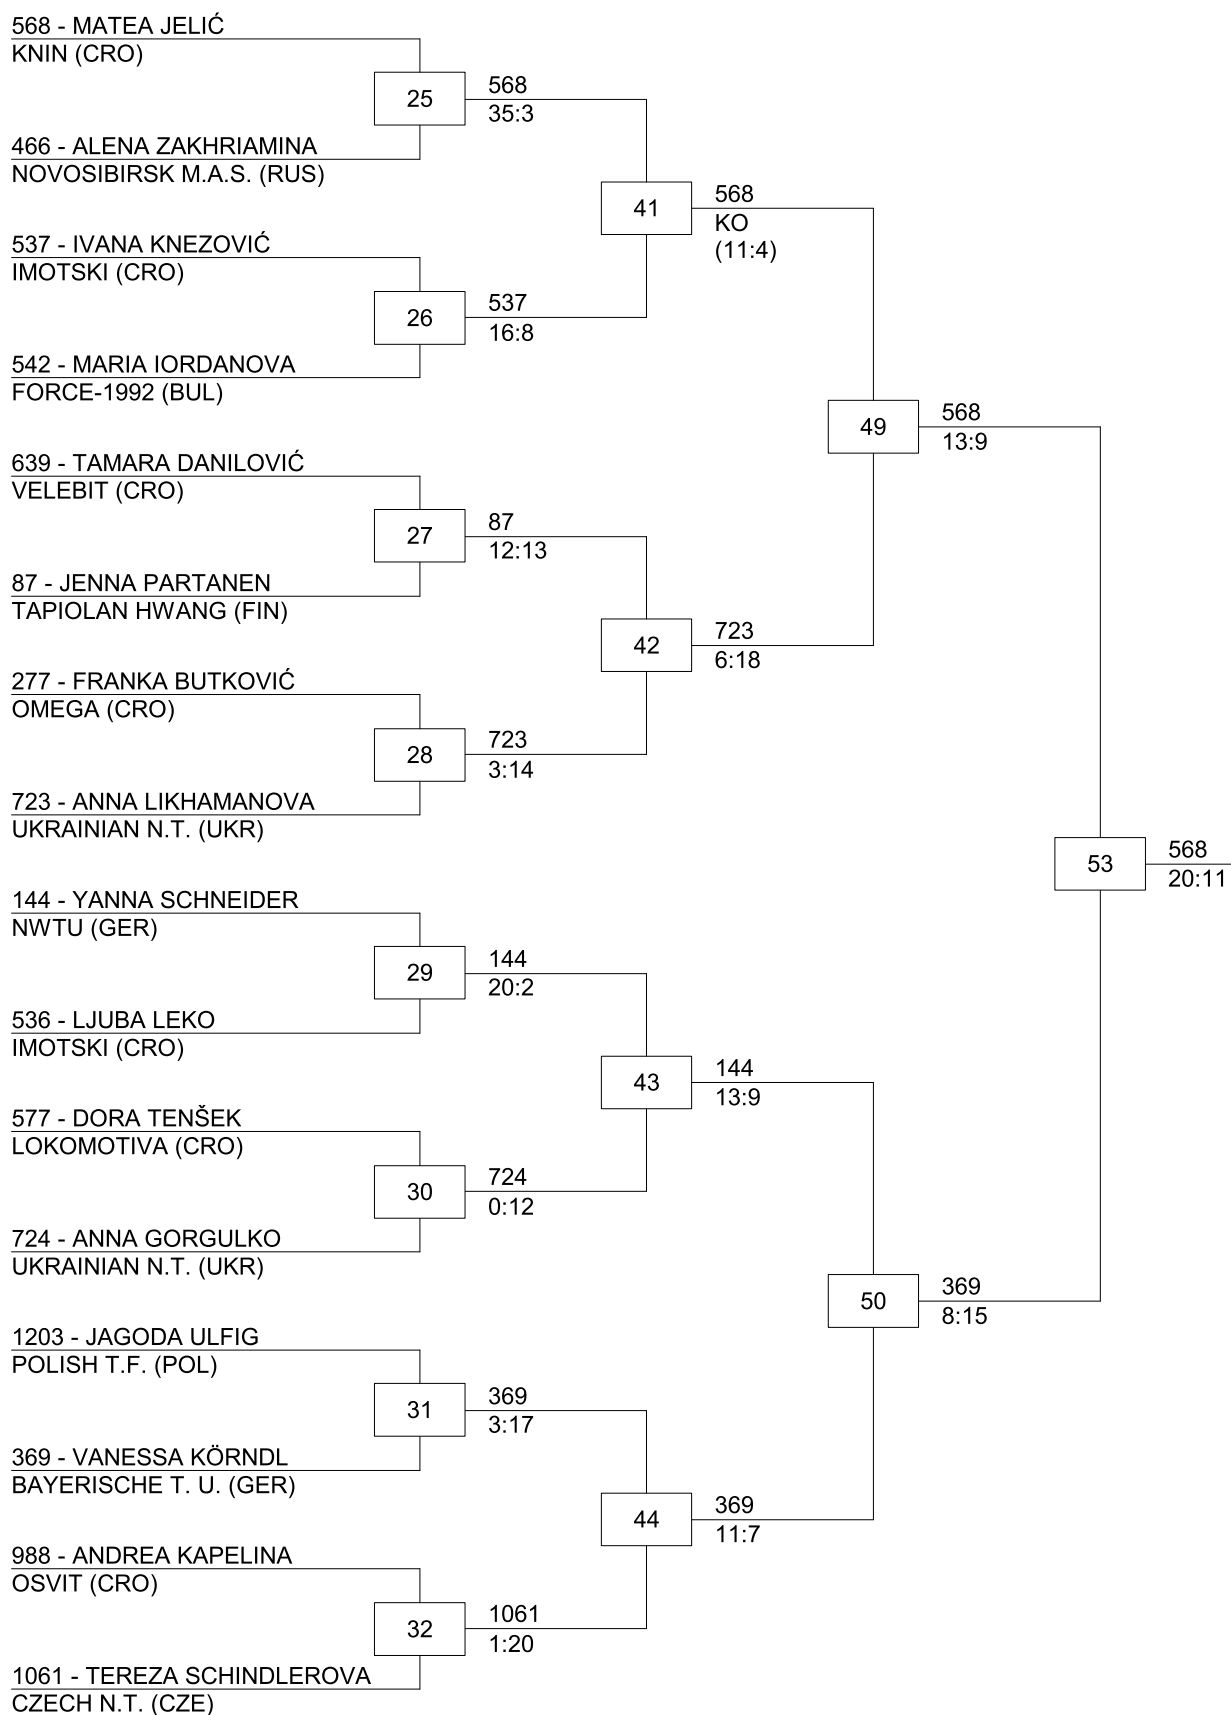 568 - MATEA JELIĆ
KNIN (CRO)
25
568
35:3
466 - ALENA ZAKHRIAMINA
NOVOSIBIRSK M.A.S. (RUS)
41
568
KO
(11:4)
537 - IVANA KNEZOVIĆ
IMOTSKI (CRO)
26
537
16:8
542 - MARIA IORDANOVA
FORCE-1992 (BUL)
49
568
13:9
639 - TAMARA DANILOVIĆ
VELEBIT (CRO)
27
87
12:13
87 - JENNA PARTANEN
TAPIOLAN HWANG (FIN)
42
723
6:18
277 - FRANKA BUTKOVIĆ
OMEGA (CRO)
28
723
3:14
723 - ANNA LIKHAMANOVA
UKRAINIAN N.T. (UKR)
53
568
20:11
144 - YANNA SCHNEIDER
NWTU (GER)
29
144
20:2
536 - LJUBA LEKO
IMOTSKI (CRO)
43
144
13:9
577 - DORA TENŠEK
LOKOMOTIVA (CRO)
30
724
0:12
724 - ANNA GORGULKO
UKRAINIAN N.T. (UKR)
50
369
8:15
1203 - JAGODA ULFIG
POLISH T.F. (POL)
31
369
3:17
369 - VANESSA KÖRNDL
BAYERISCHE T. U. (GER)
44
369
11:7
988 - ANDREA KAPELINA
OSVIT (CRO)
32
1061
1:20
1061 - TEREZA SCHINDLEROVA
CZECH N.T. (CZE)